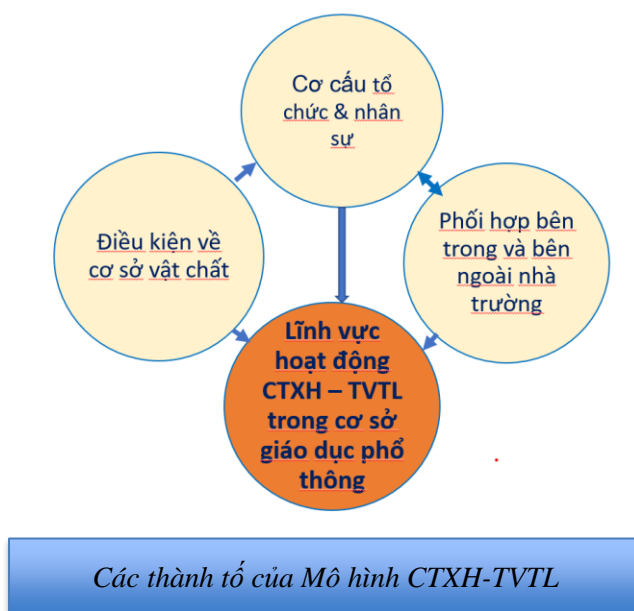 Cơ cấu tổ
chức & nhân
sự
Điều kiện về
cơ sở vật chất
Phối hợp bên
trong và bên
ngoài nhà
trường
Lĩnh vực
hoạt động
CTXH – TVTL
trong cơ sở
giáo dục phổ
thông
Các thành tố của Mô hình CTXH-TVTL